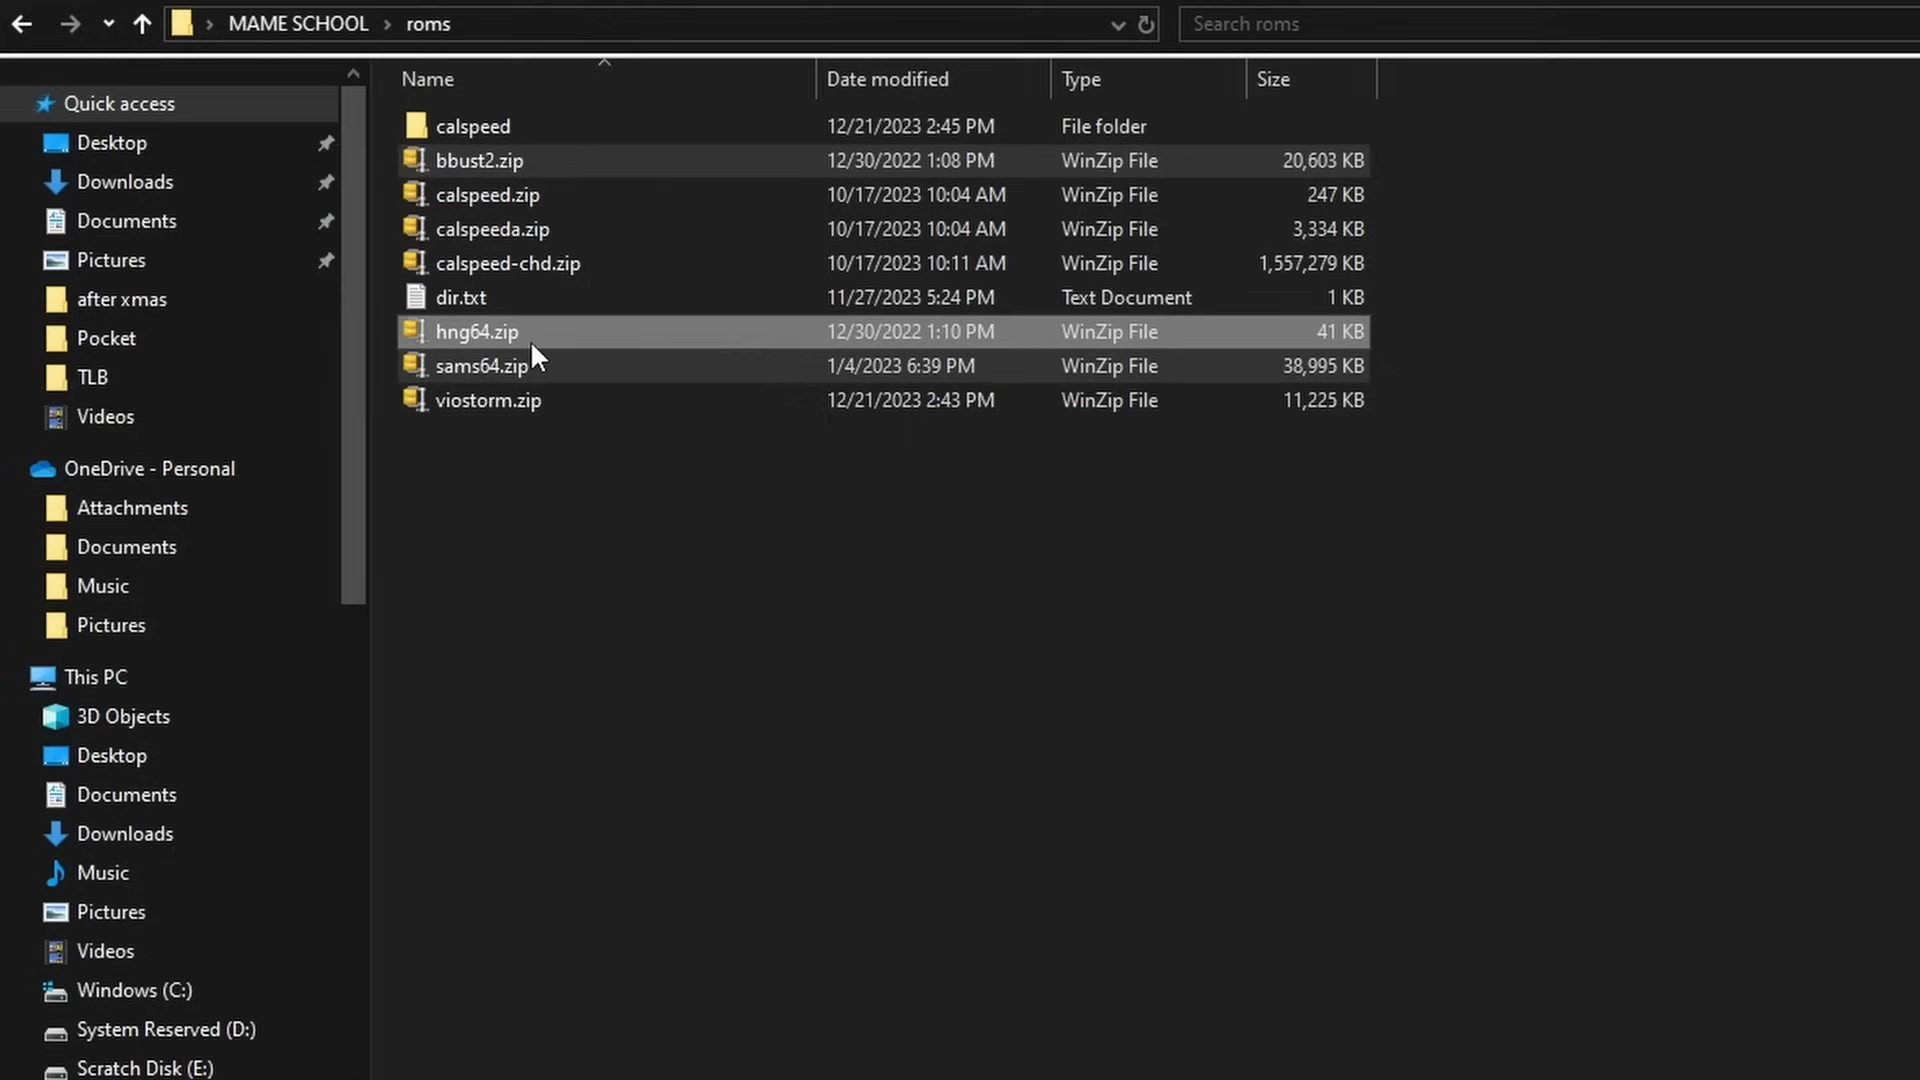 MAME SCHOOL > roms
Search roms
Name Date modified Type Size
Quick access
Desktop
Downloads
Documents
Pictures
after xmas
Pocket
TLB
Videos
OneDrive - Personal
Attachments
Documents
Music
Pictures
This PC
3D Objects
Desktop
Documents
Downloads
Music
Pictures
Videos
Windows (C:)
System Reserved (D:)
Scratch Disk (E:)
calspeed 12/21/2023 2:45 PM File folder
bbust2.zip 12/30/2022 1:08 PM WinZip File 20,603 KB
calspeed.zip 10/17/2023 10:04 AM WinZip File 247 KB
calspeeda.zip 10/17/2023 10:04 AM WinZip File 3,334 KB
calspeed-chd.zip 10/17/2023 10:11 AM WinZip File 1,557,279 KB
dir.txt 11/27/2023 5:24 PM Text Document 1 KB
hng64.zip 12/30/2022 1:10 PM WinZip File 41 KB
sams64.zip 1/4/2023 6:39 PM WinZip File 38,995 KB
viostorm.zip 12/21/2023 2:43 PM WinZip File 11,225 KB